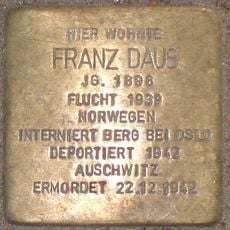 HIER WOHNTE
FRANZ DAUS
JG. 1896
FLUCHT 1939
NORWEGEN
INTERNIERT BERG BEI OSLO
DEPORTIERT 1942
AUSCHWITZ
ERMORDET 22.12.1942